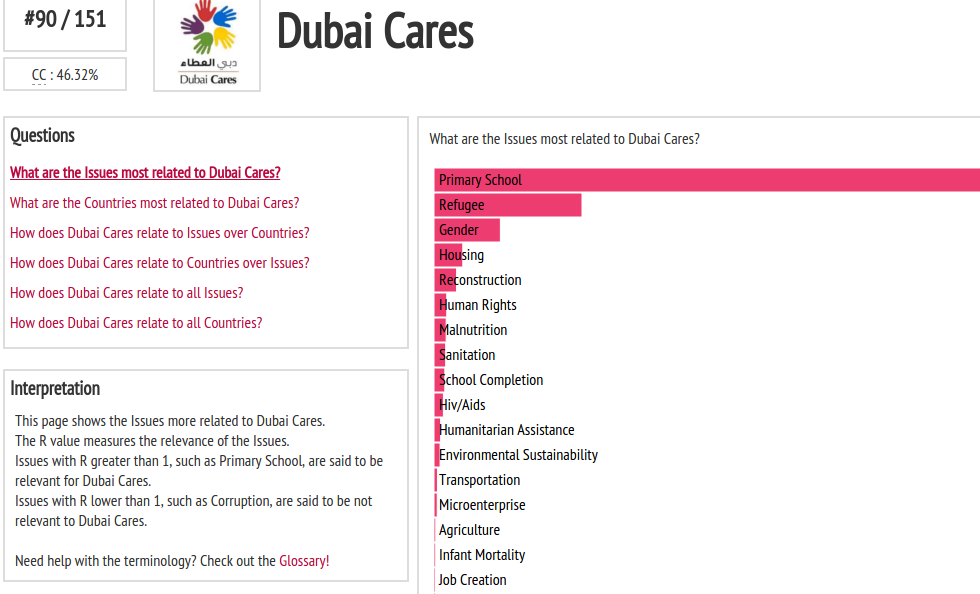 #90 / 151
CC : 46.32%
دبي العطاء
Dubai Cares
Dubai Cares
Questions
What are the Issues most related to Dubai Cares?
What are the Countries most related to Dubai Cares?
How does Dubai Cares relate to Issues over Countries?
How does Dubai Cares relate to Countries over Issues?
How does Dubai Cares relate to all Issues?
How does Dubai Cares relate to all Countries?
Interpretation
This page shows the Issues more related to Dubai Cares.
The R value measures the relevance of the Issues.
Issues with R greater than 1, such as Primary School, are said to be
relevant for Dubai Cares.
Issues with R lower than 1, such as Corruption, are said to be not
relevant to Dubai Cares.
Need help with the terminology? Check out the Glossary!
What are the Issues most related to Dubai Cares?
Primary School
Refugee
Gender
Housing
Reconstruction
Human Rights
Malnutrition
Sanitation
School Completion
Hiv/Aids
Humanitarian Assistance
Environmental Sustainability
Transportation
Microenterprise
Agriculture
Infant Mortality
Job Creation